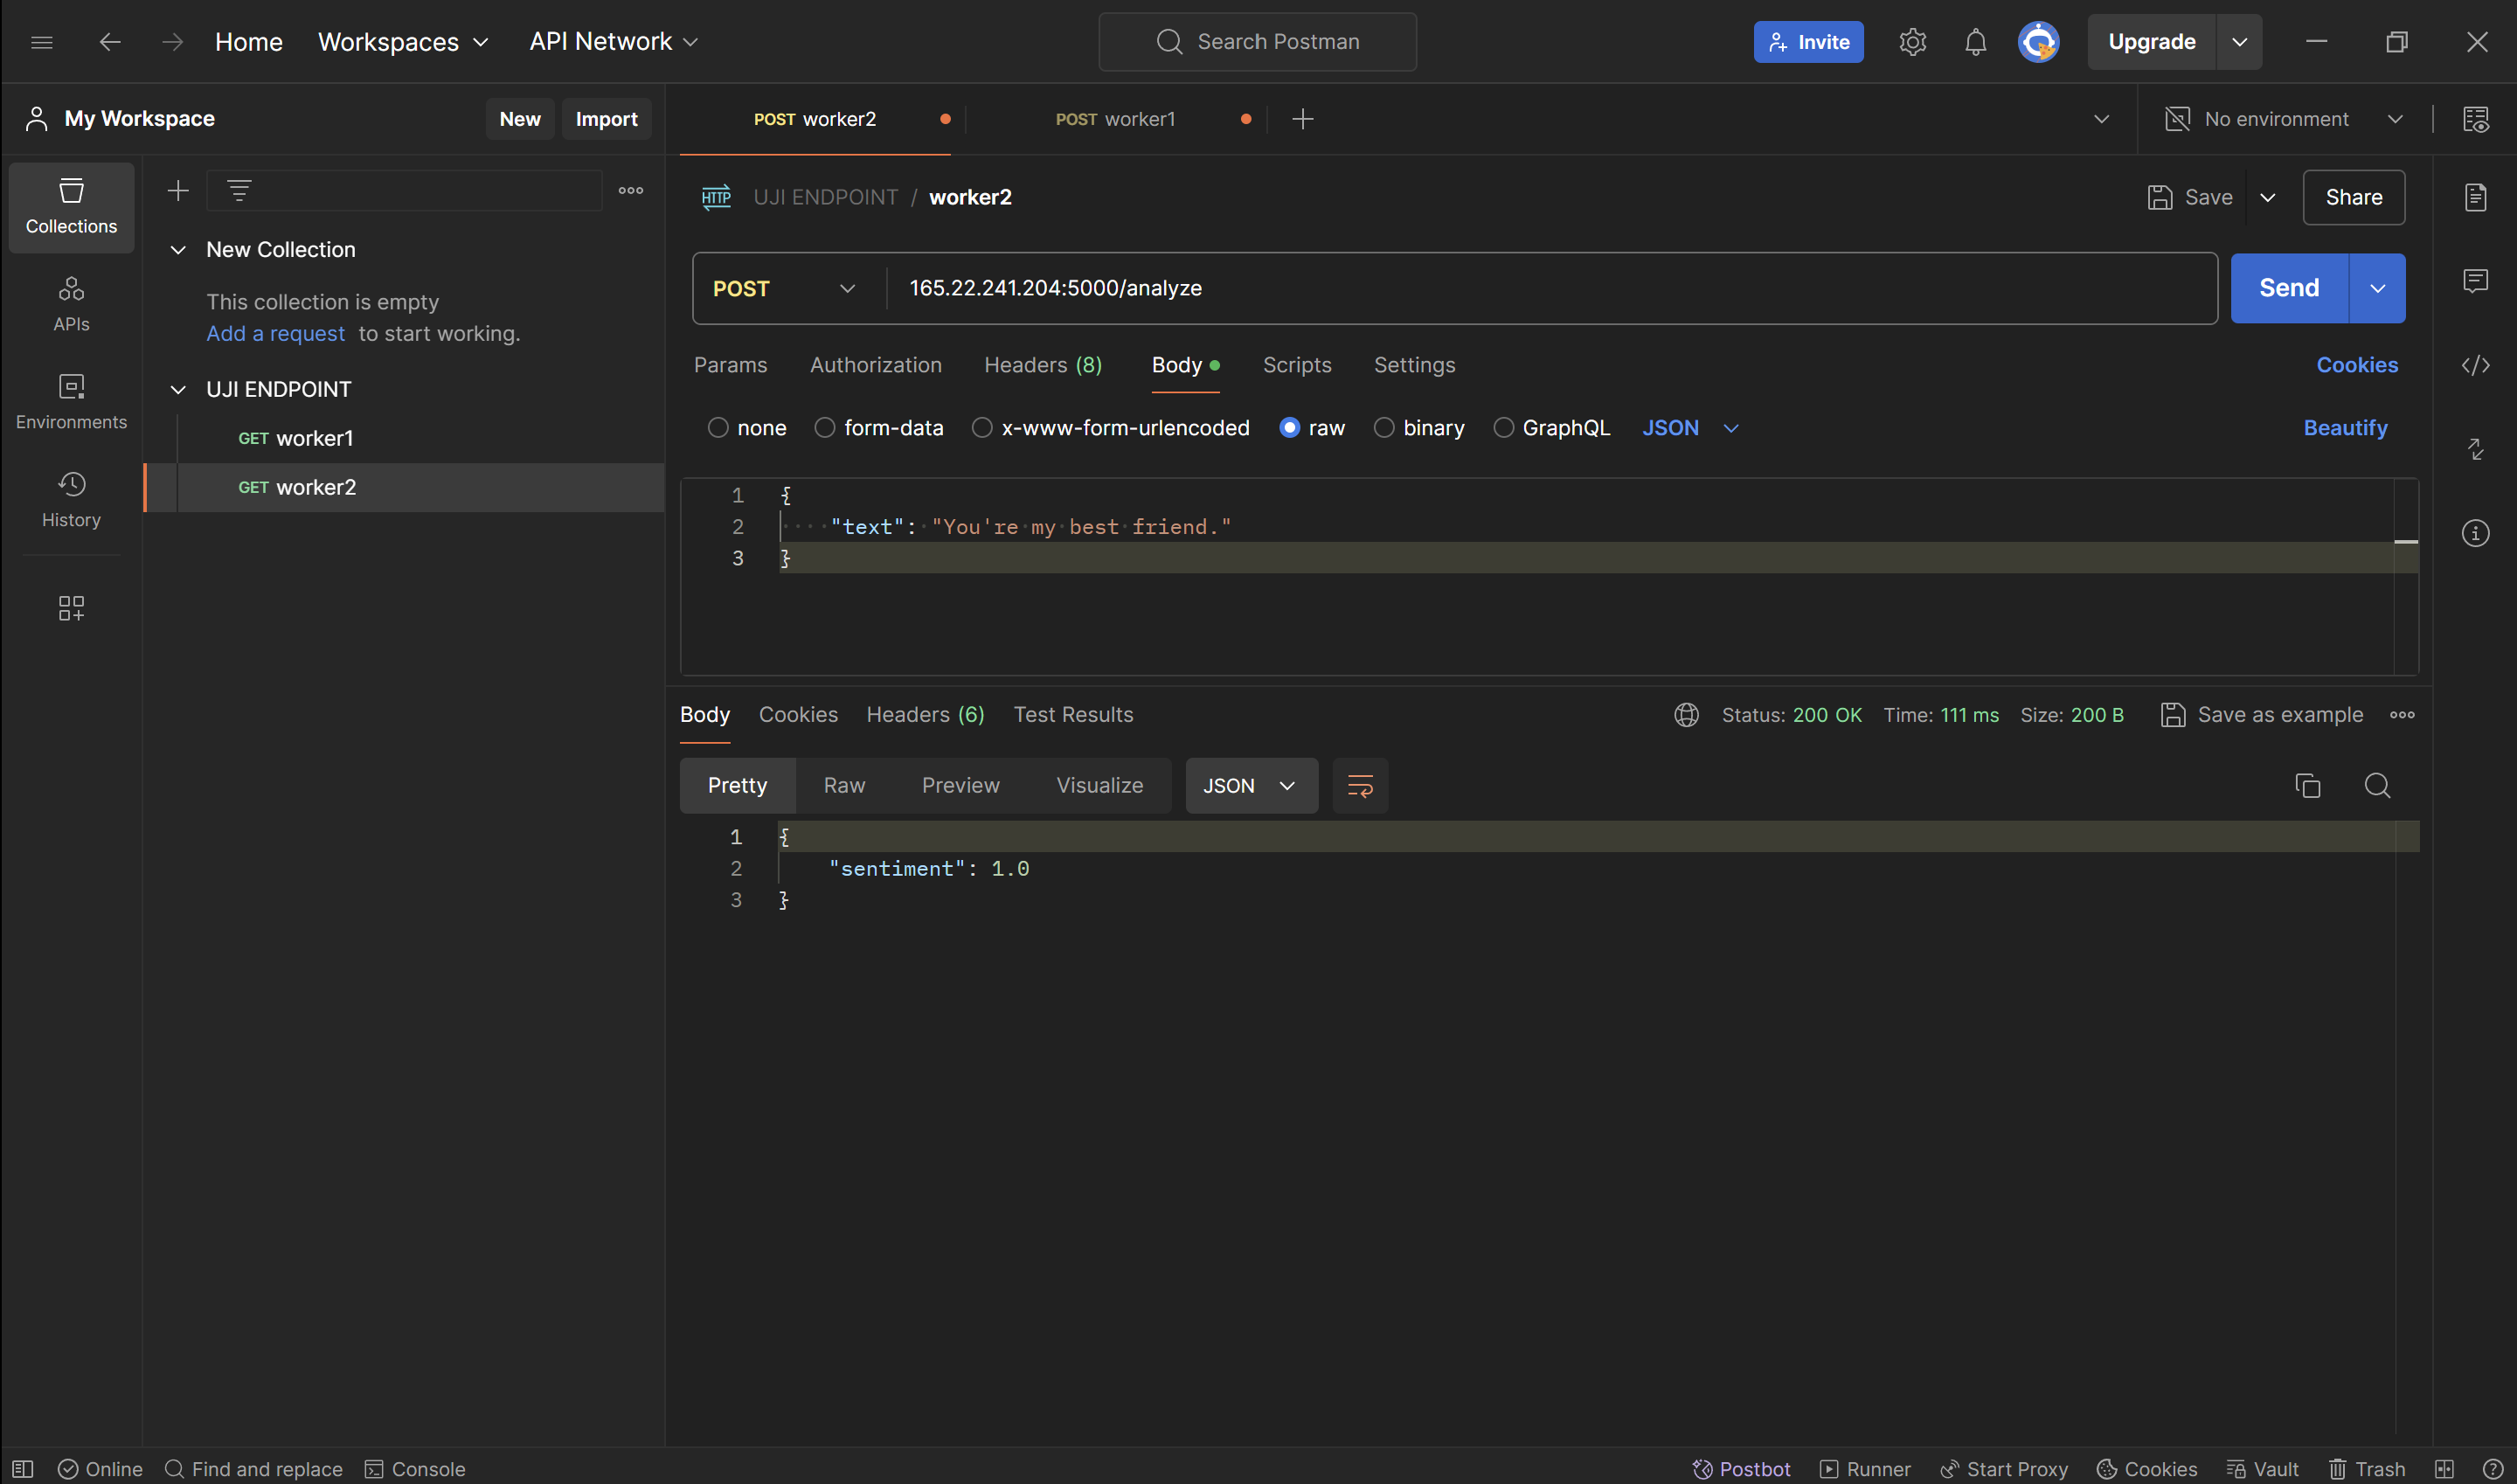 Home Workspaces API Network Search Postman Invite Upgrade
My Workspace New Import POST worker2 POST worker1 No environment
Collections
APIs
Environments
History
New Collection
This collection is empty
Add a request to start working.
UJI ENDPOINT
GET worker1
GET worker2
HTTP UJI ENDPOINT / worker2 Save Share
POST 165.22.241.204:5000/analyze Send
Params Authorization Headers (8) Body Scripts Settings Cookies
none form-data x-www-form-urlencoded raw binary GraphQL JSON Beautify
1 {
2 "text": "You're my best friend."
3 }
Body Cookies Headers (6) Test Results Status: 200 OK Time: 111 ms Size: 200 B Save as example
Pretty Raw Preview Visualize JSON
1 {
2 "sentiment": 1.0
3 }
Online Find and replace Console Postbot Runner Start Proxy Cookies Vault Trash